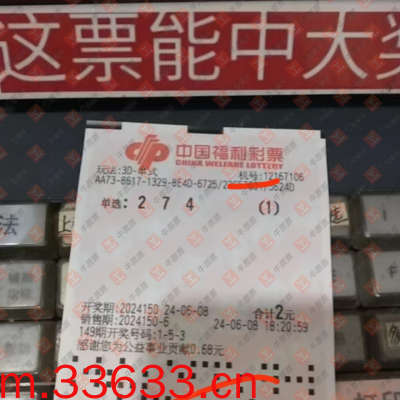 这票能中大奖
中国福利彩票
CHINA WELFARE LOTTERY
玩法:3D-单式
机号:12167106
AA73-8617-1329-8E4D-6725/
单选: 2 7 4 (1)
开奖期:2024150 24-06-08 合计2元
销售期:2024150-6 24-06-08 18:20:59
149期开奖号码:1-5-3
感谢您为公益事业贡献0.68元
m.33633.cn